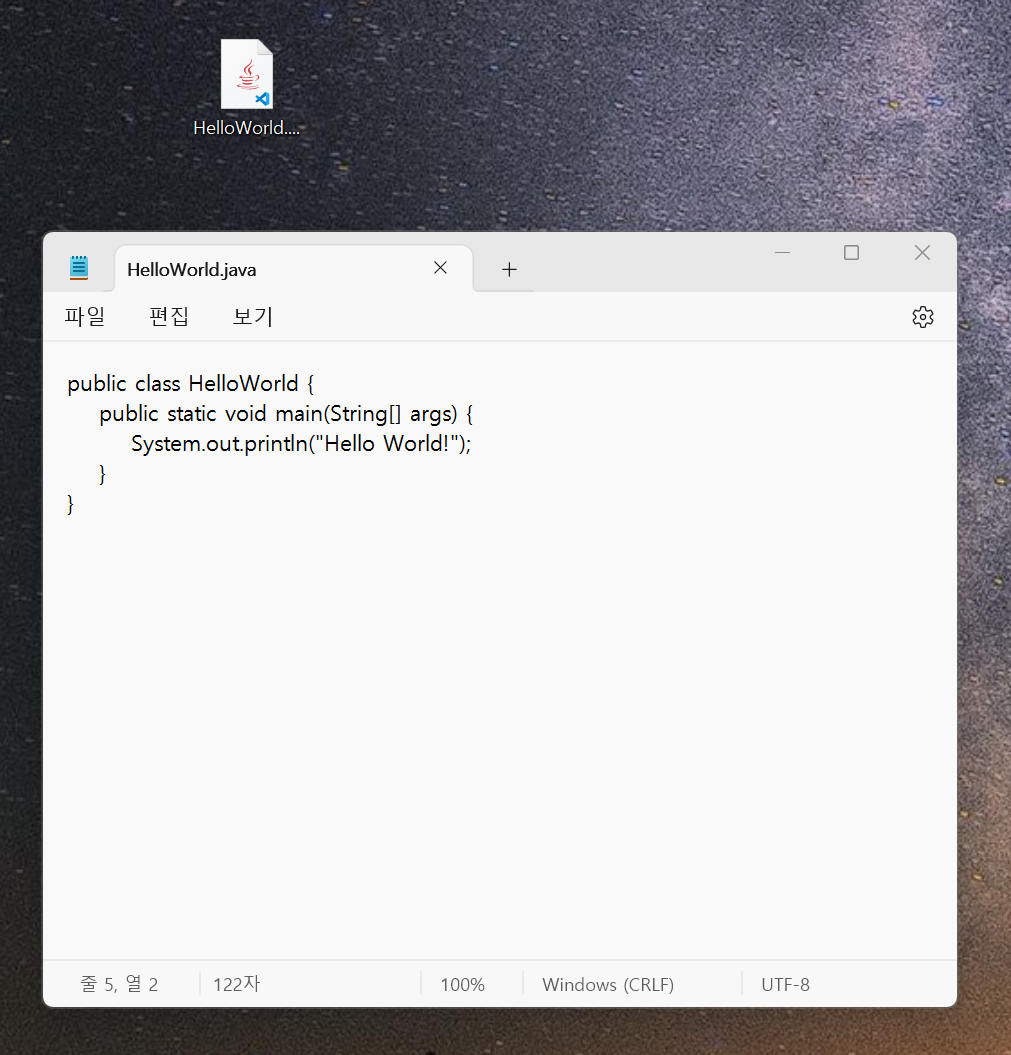 HelloWorld....
HelloWorld.java
파일 편집 보기
public class HelloWorld {
    public static void main(String[] args) {
        System.out.println("Hello World!");
    }
}
줄 5, 열 2 122자 100% Windows (CRLF) UTF-8